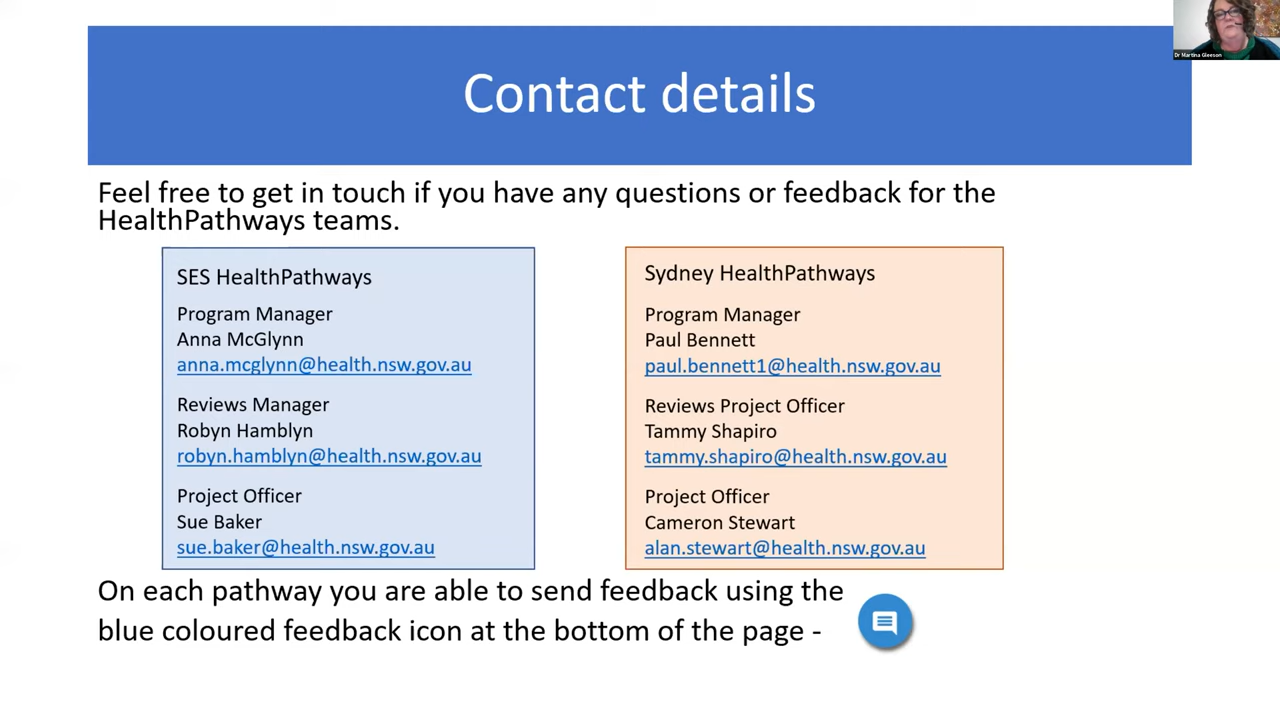 Dr Martina Gleeson
Contact details
Feel free to get in touch if you have any questions or feedback for the
HealthPathways teams.
SES HealthPathways
Program Manager
Anna McGlynn
anna.mcglynn@health.nsw.gov.au
Reviews Manager
Robyn Hamblyn
robyn.hamblyn@health.nsw.gov.au
Project Officer
Sue Baker
sue.baker@health.nsw.gov.au
Sydney HealthPathways
Program Manager
Paul Bennett
paul.bennett1@health.nsw.gov.au
Reviews Project Officer
Tammy Shapiro
tammy.shapiro@health.nsw.gov.au
Project Officer
Cameron Stewart
alan.stewart@health.nsw.gov.au
On each pathway you are able to send feedback using the
blue coloured feedback icon at the bottom of the page -